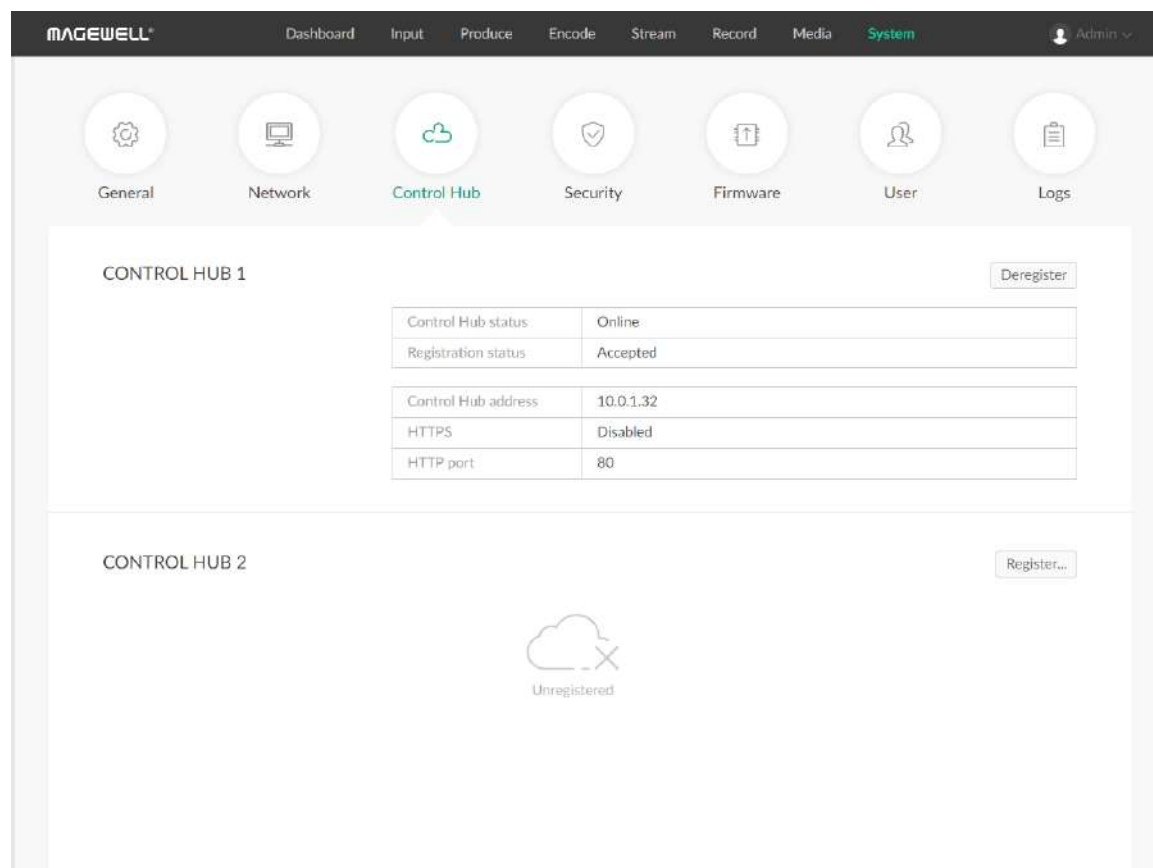 MAGEWELL® Dashboard Input Produce Encode Stream Record Media System Admin
General Network Control Hub Security Firmware User Logs
CONTROL HUB 1 Deregister
Control Hub status Online
Registration status Accepted
Control Hub address 10.0.1.32
HTTPS Disabled
HTTP port 80
CONTROL HUB 2 Register...
Unregistered